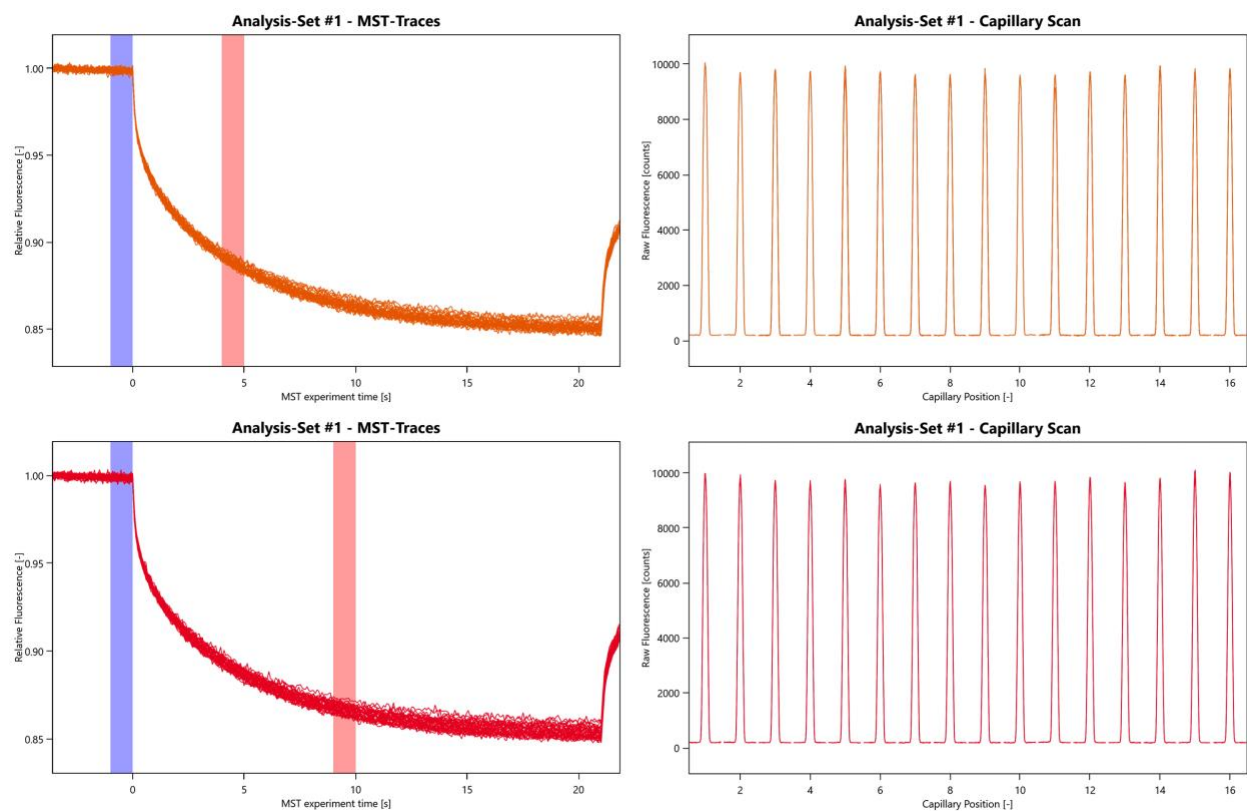 Analysis-Set #1 - MST-Traces
Relative Fluorescence [-]
1.00
0.95
0.90
0.85
0 5 10 15 20
MST experiment time [s]
Analysis-Set #1 - Capillary Scan
Raw Fluorescence [counts]
10000
8000
6000
4000
2000
0
2 4 6 8 10 12 14 16
Capillary Position [-]
Analysis-Set #1 - MST-Traces
Relative Fluorescence [-]
1.00
0.95
0.90
0.85
0 5 10 15 20
MST experiment time [s]
Analysis-Set #1 - Capillary Scan
Raw Fluorescence [counts]
10000
8000
6000
4000
2000
0
2 4 6 8 10 12 14 16
Capillary Position [-]